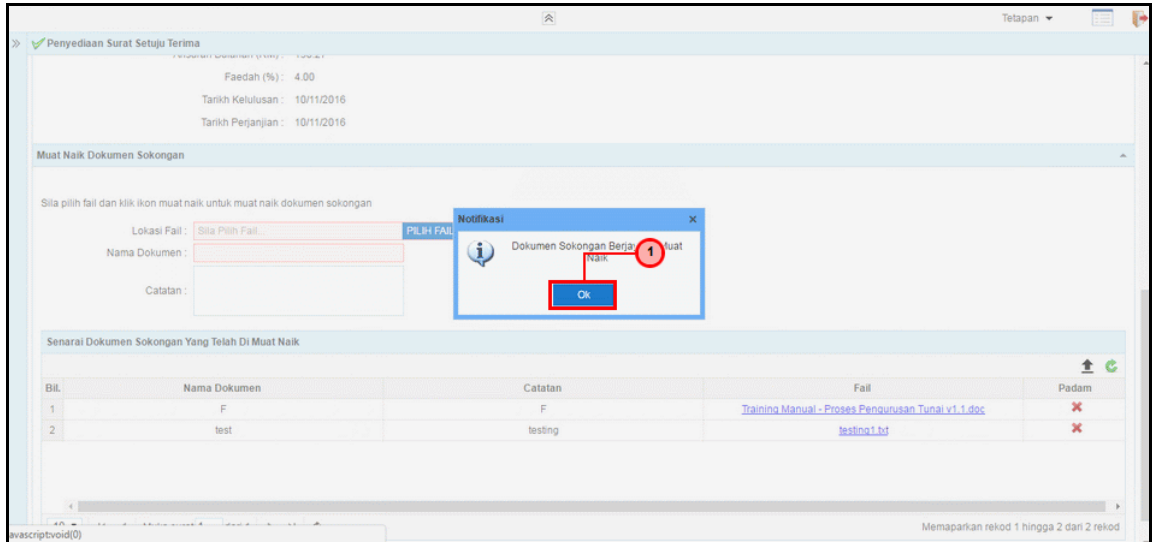 Tetapan
Penyediaan Surat Setuju Terima
Faedah (%) : 4.00
Tarikh Kelulusan : 10/11/2016
Tarikh Perjanjian : 10/11/2016
Muat Naik Dokumen Sokongan
Sila pilih fail dan klik ikon muat naik untuk muat naik dokumen sokongan
Lokasi Fail : Sila Pilih Fail... PILIH FAIL
Nama Dokumen :
Catatan :
Notifikasi x
Dokumen Sokongan Muat
Naik
1
Ok
Senarai Dokumen Sokongan Yang Telah Di Muat Naik
Bil. Nama Dokumen Catatan Fail Padam
1 F F Training Manual - Proses Pengurusan Tunai v1.1.doc
2 test testing testing1.txt
Memaparkan rekod 1 hingga 2 dari 2 rekod
avascript:void(0)